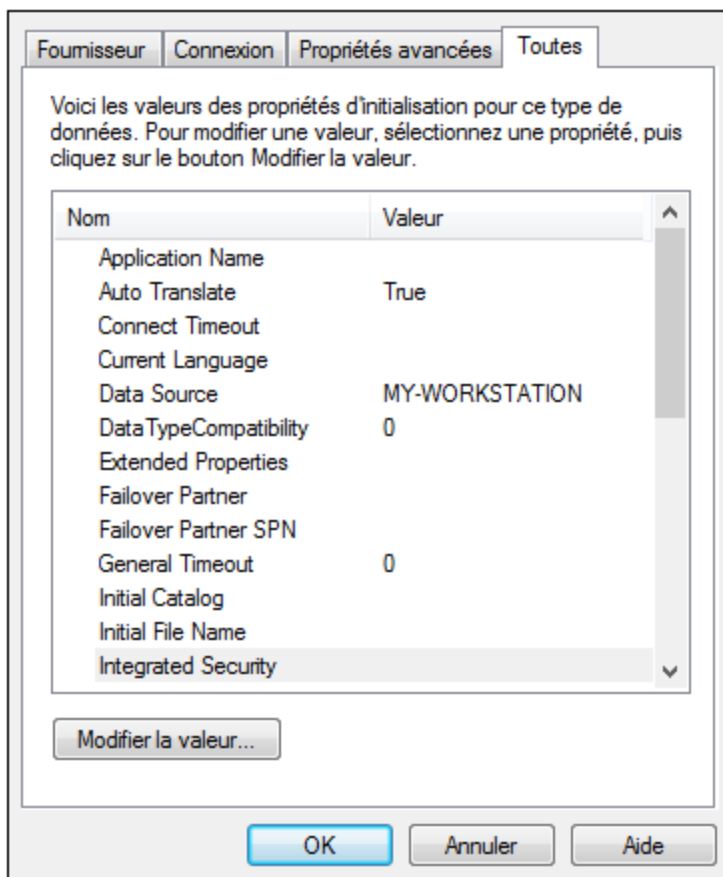 Fournisseur Connexion Propriétés avancées Toutes
Voici les valeurs des propriétés d'initialisation pour ce type de
données. Pour modifier une valeur, sélectionnez une propriété, puis
cliquez sur le bouton Modifier la valeur.
Nom Valeur
Application Name
Auto Translate True
Connect Timeout
Current Language
Data Source MY-WORKSTATION
DataTypeCompatibility 0
Extended Properties
Failover Partner
Failover Partner SPN
General Timeout 0
Initial Catalog
Initial File Name
Integrated Security
Modifier la valeur...
OK Annuler Aide